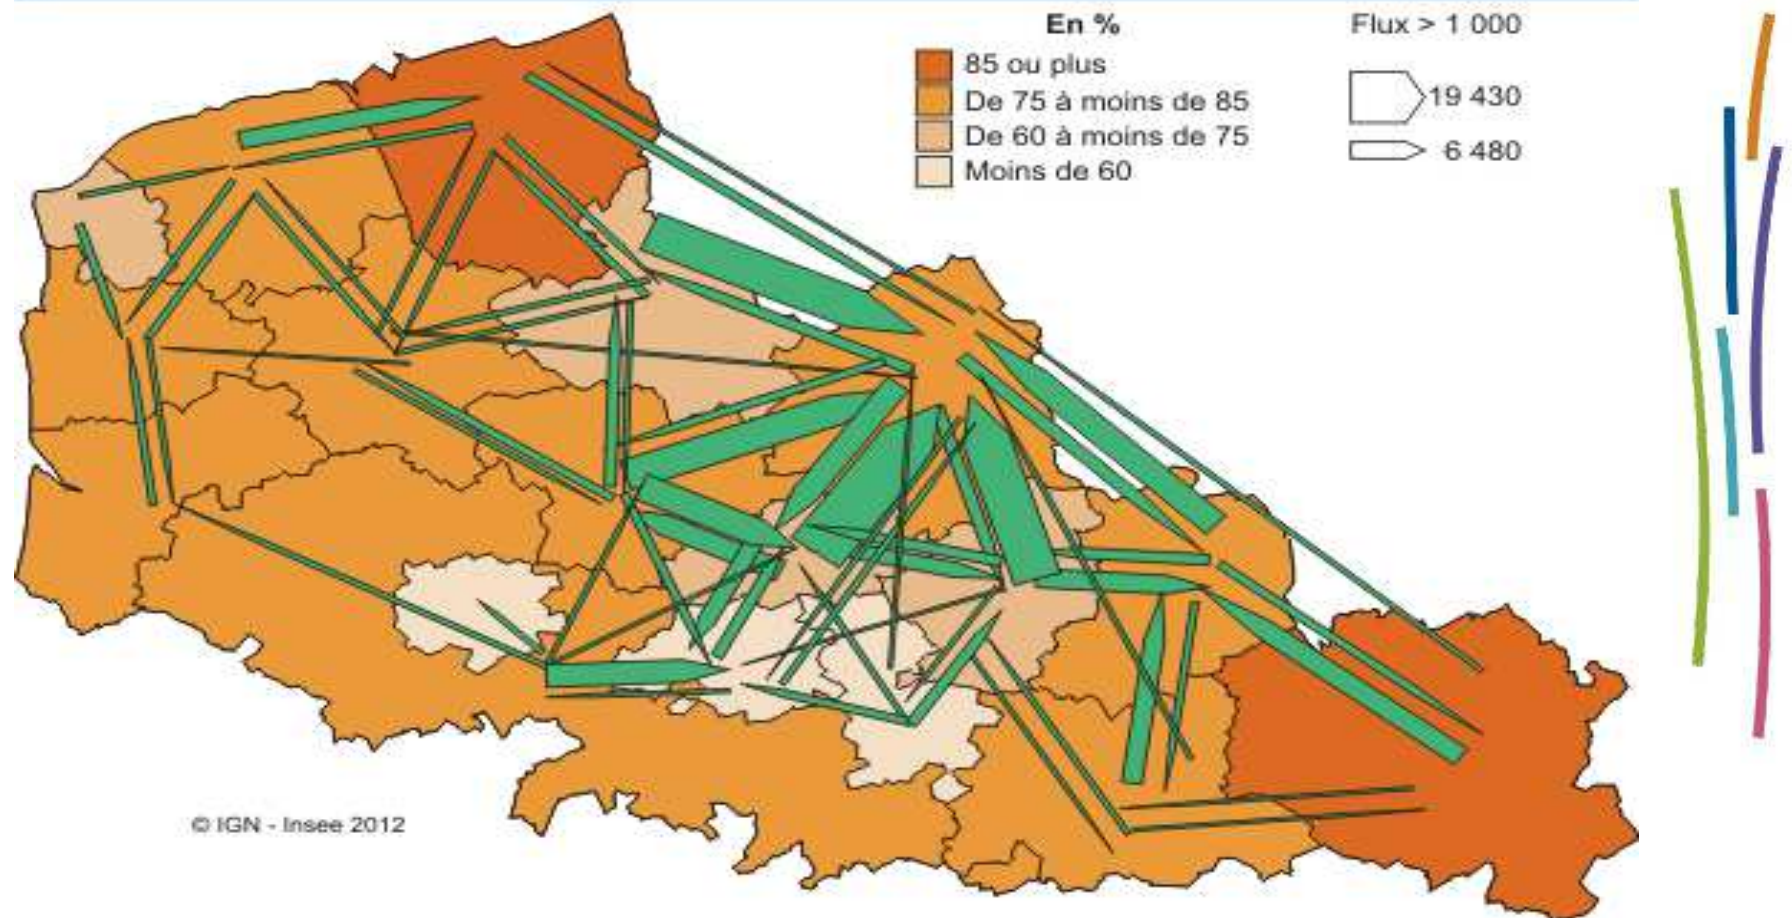 En %
85 ou plus
De 75 à moins de 85
De 60 à moins de 75
Moins de 60
Flux > 1 000
19 430
6 480
© IGN - Insee 2012